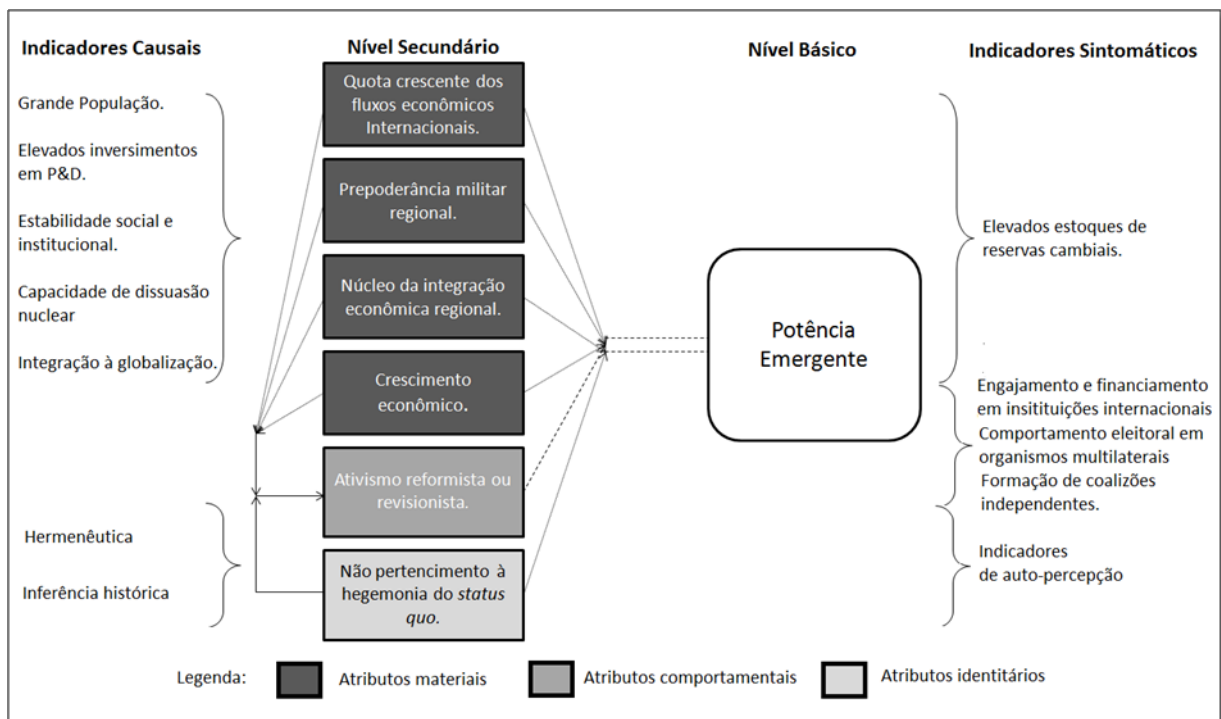 Indicadores Causais
Grande População.
Elevados inversimentos
em P&D.
Estabilidade social e
institucional.
Capacidade de dissuasão
nuclear
Integração à globalização.
Hermenêutica
Inferência histórica
Nível Secundário
Quota crescente dos
fluxos econômicos
Internacionais.
Prepoderância militar
regional.
Núcleo da integração
econômica regional.
Crescimento
econômico.
Ativismo reformista ou
revisionista.
Não pertencimento à
hegemonia do status
quo.
Nível Básico
Potência
Emergente
Indicadores Sintomáticos
Elevados estoques de
reservas cambiais.
Engajamento e financiamento
em insitituições internacionais
Comportamento eleitoral em
organismos multilaterais
Formação de coalizões
independentes.
Indicadores
de auto-percepção
Legenda:
Atributos materiais
Atributos comportamentais
Atributos identitários